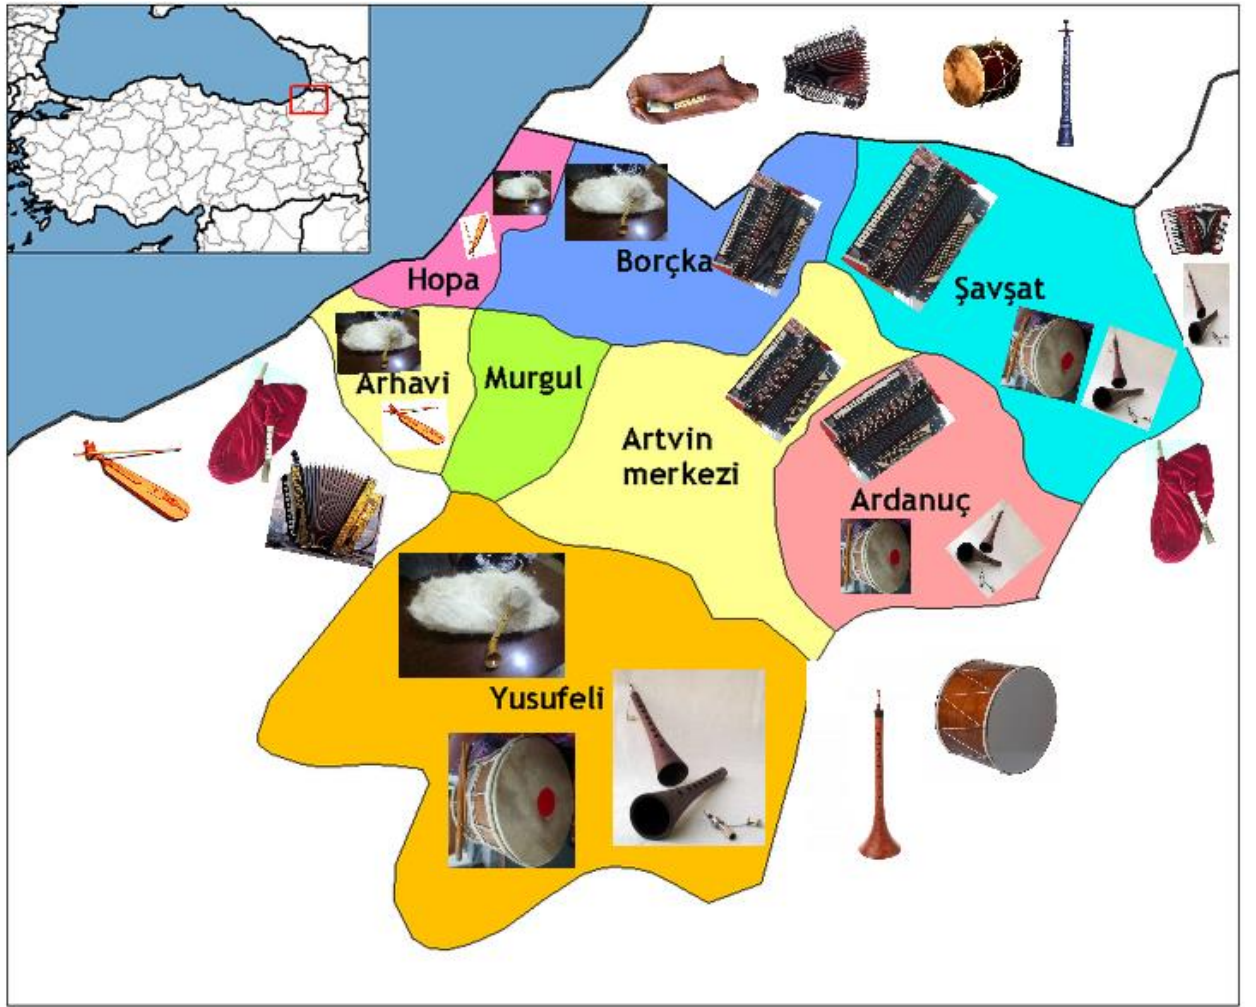 Borçka
Hopa
Şavşat
Arhavi
Murgul
Artvin
merkezi
Ardanuç
Yusufeli